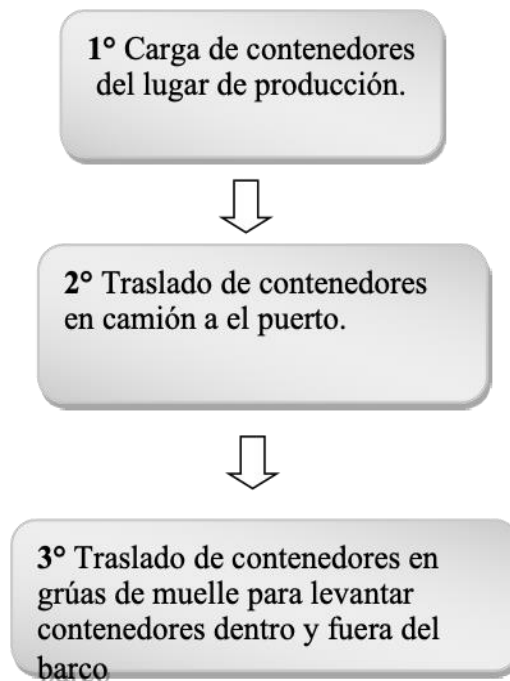 1° Carga de contenedores
del lugar de producción.
2° Traslado de contenedores
en camión a el puerto.
3° Traslado de contenedores en
grúas de muelle para levantar
contenedores dentro y fuera del
barco